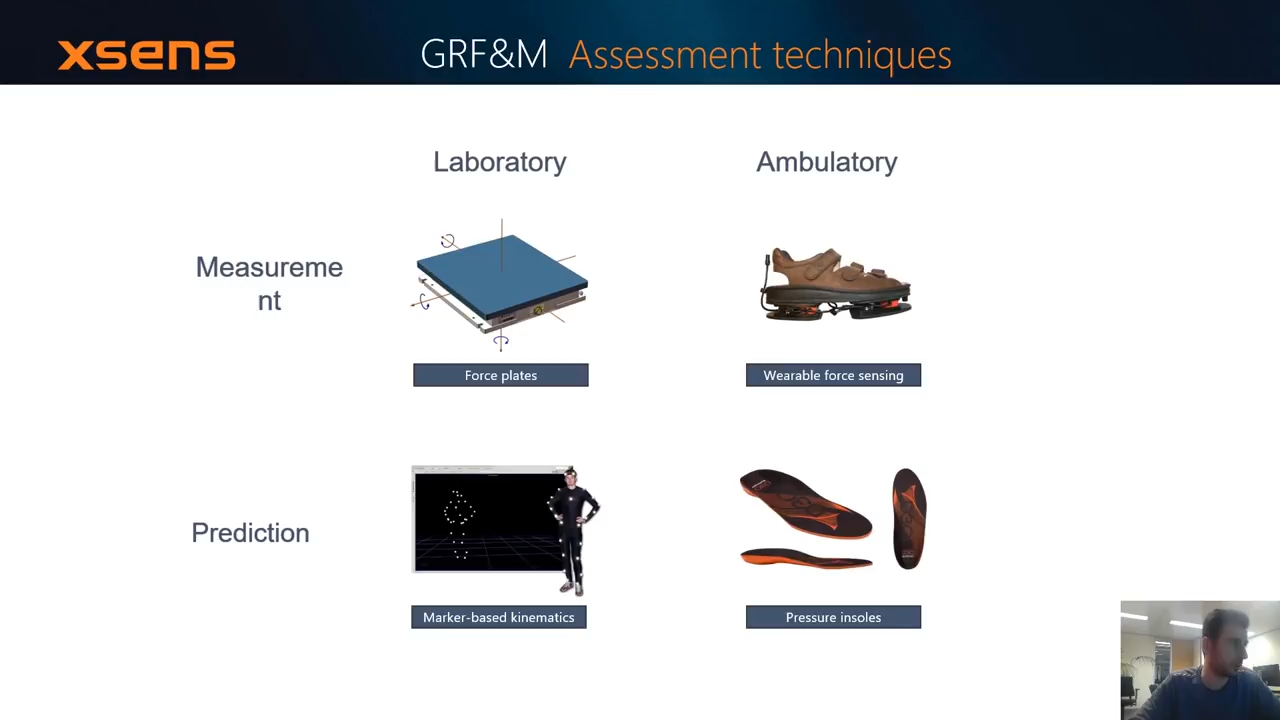 xsens
GRF&M Assessment techniques
Laboratory
Ambulatory
Measureme
nt
Force plates
Wearable force sensing
Prediction
Marker-based kinematics
Pressure insoles